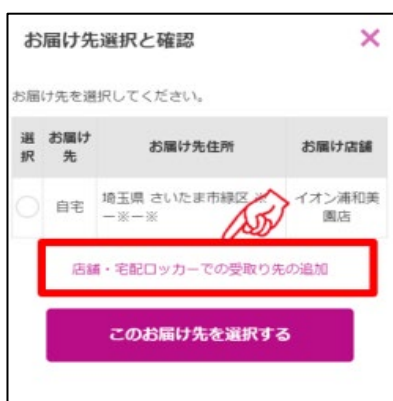 お届け先選択と確認
×
お届け先を選択してください。
選択 お届け先 お届け先住所 お届け店舗
自宅 埼玉県 さいたま市緑区 ※ー※ー※ イオン浦和美園店
店舗・宅配ロッカーでの受取り先の追加
このお届け先を選択する